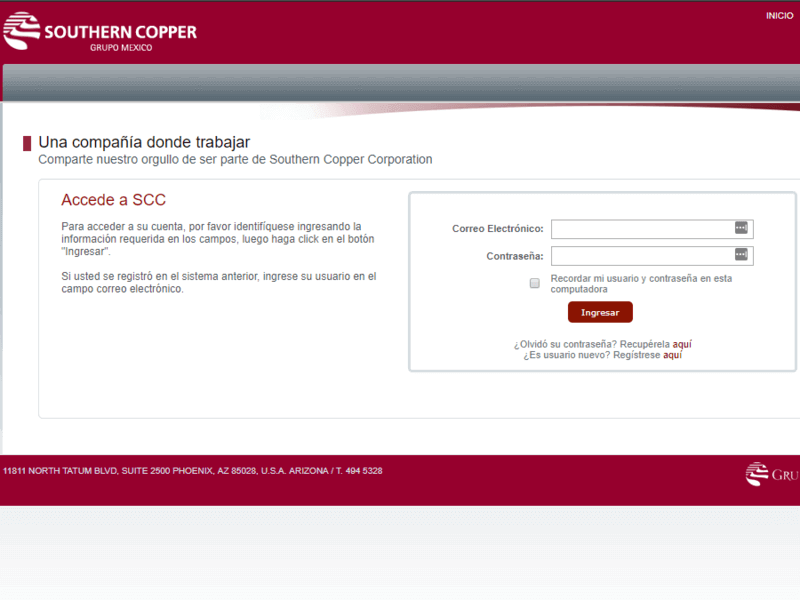 INICIO
SOUTHERN COPPER
GRUPO MEXICO
Una compañía donde trabajar
Comparte nuestro orgullo de ser parte de Southern Copper Corporation
Accede a SCC
Para acceder a su cuenta, por favor identifíquese ingresando la
información requerida en los campos, luego haga click en el botón
"Ingresar".
Si usted se registró en el sistema anterior, ingrese su usuario en el
campo correo electrónico.
Correo Electrónico:
Contraseña:
Recordar mi usuario y contraseña en esta
computadora
Ingresar
¿Olvidó su contraseña? Recupérela aquí
¿Es usuario nuevo? Regístrese aquí
11811 NORTH TATUM BLVD, SUITE 2500 PHOENIX, AZ 85028, U.S.A. ARIZONA / T. 494 5328
GRU